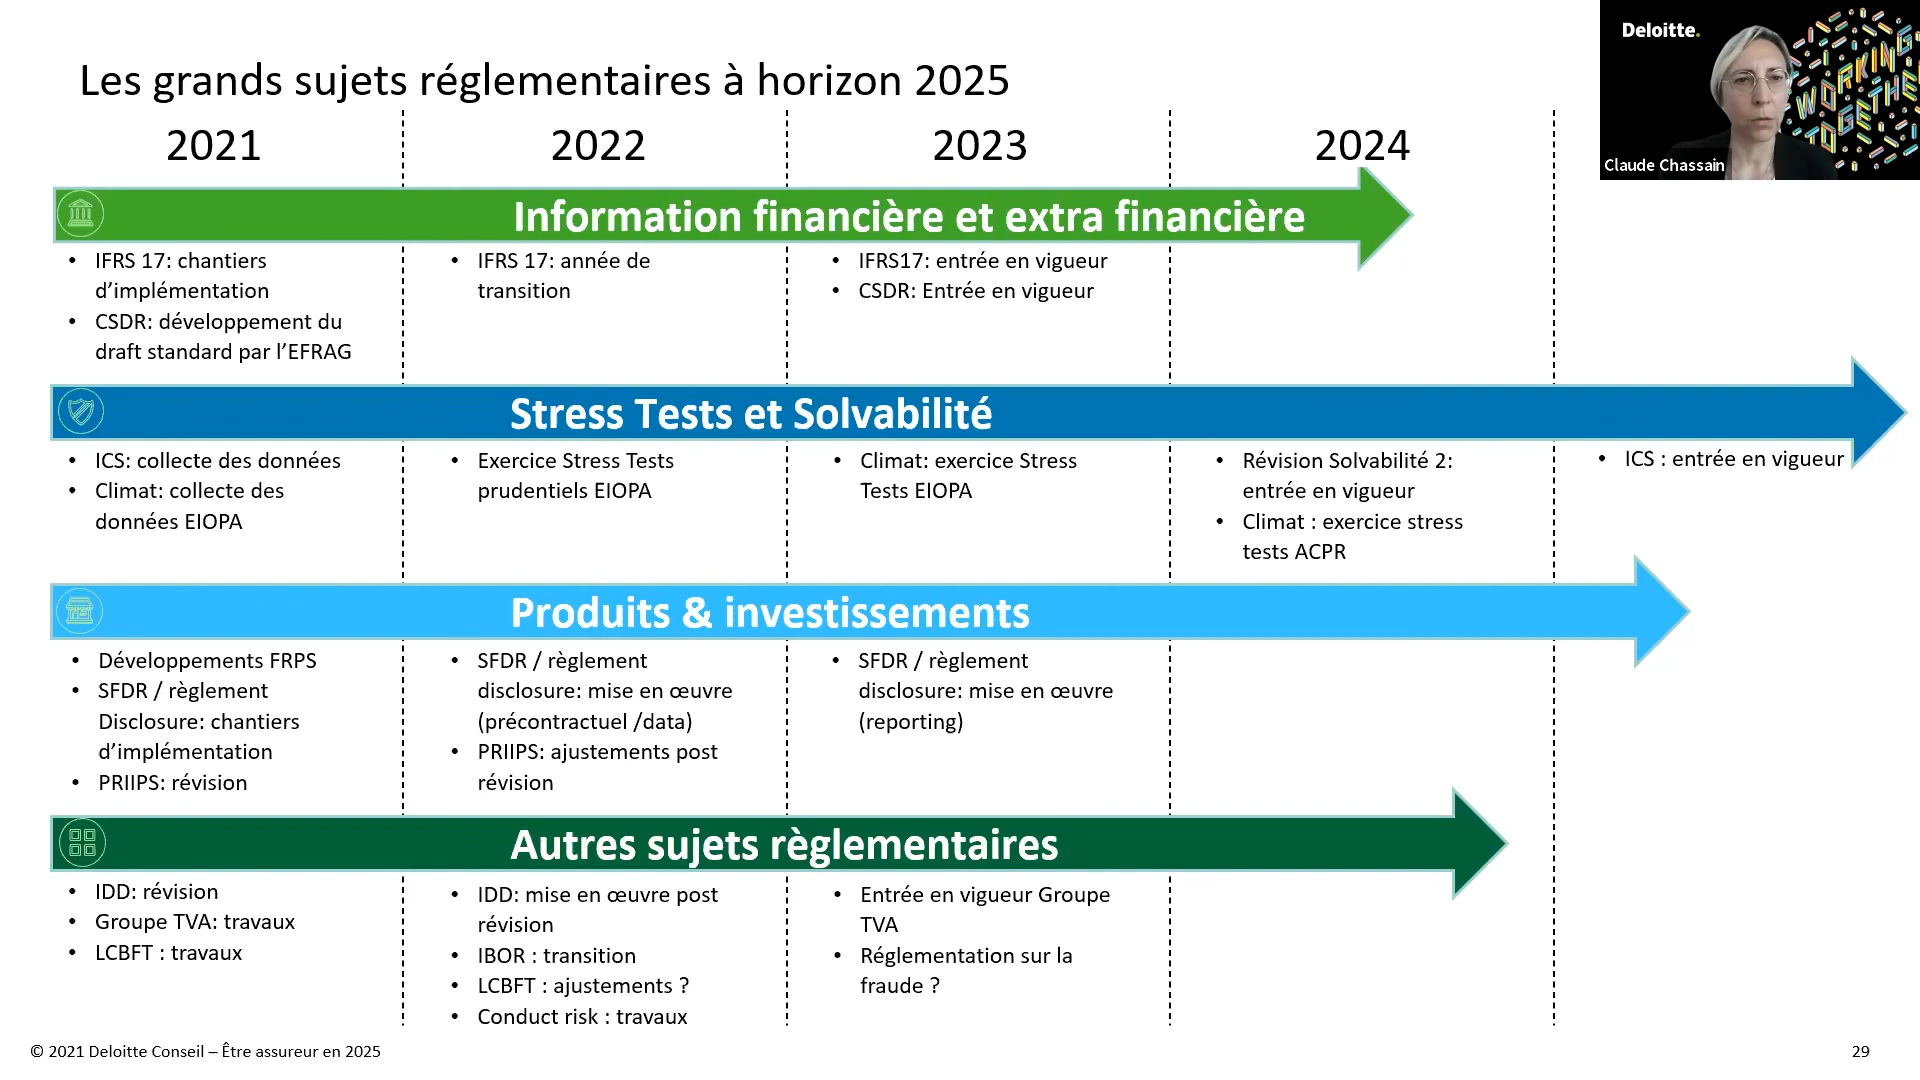 Les grands sujets réglementaires à horizon 2025
2021
2022
2023
2024
Deloitte.
WORKING
TOGETHE
Claude Chassain
Information financière et extra financière
• IFRS 17: chantiers
d’implémentation
• CSDR: développement du
draft standard par l’EFRAG
• IFRS 17: année de
transition
• IFRS17: entrée en vigueur
• CSDR: Entrée en vigueur
Stress Tests et Solvabilité
• ICS: collecte des données
• Climat: collecte des
données EIOPA
• Exercice Stress Tests
prudentiels EIOPA
• Climat: exercice Stress
Tests EIOPA
• Révision Solvabilité 2:
entrée en vigueur
• Climat : exercice stress
tests ACPR
• ICS : entrée en vigueur
Produits & investissements
• Développements FRPS
• SFDR / règlement
Disclosure: chantiers
d’implémentation
• PRIIPS: révision
• SFDR / règlement
disclosure: mise en œuvre
(précontractuel /data)
• PRIIPS: ajustements post
révision
• SFDR / règlement
disclosure: mise en œuvre
(reporting)
Autres sujets règlementaires
• IDD: révision
• Groupe TVA: travaux
• LCBFT : travaux
• IDD: mise en œuvre post
révision
• IBOR : transition
• LCBFT : ajustements ?
• Conduct risk : travaux
• Entrée en vigueur Groupe
TVA
• Réglementation sur la
fraude ?
© 2021 Deloitte Conseil – Être assureur en 2025
29